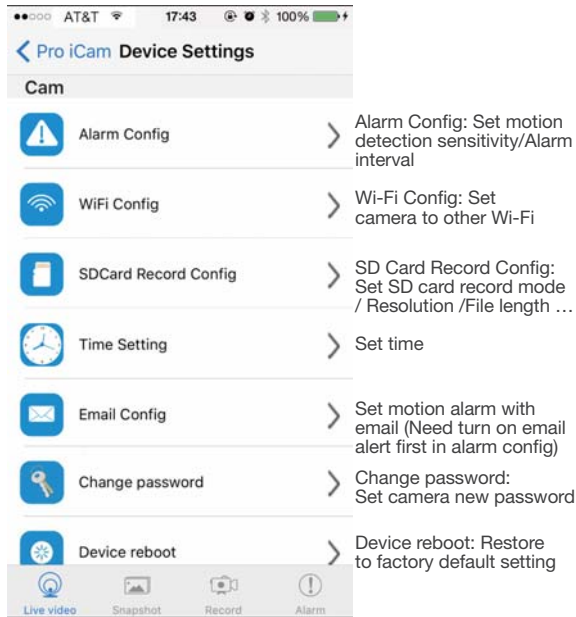 AT&T 17:43 100%
Pro iCam Device Settings
Cam
Alarm Config
Alarm Config: Set motion
detection sensitivity/Alarm
interval
WiFi Config
Wi-Fi Config: Set
camera to other Wi-Fi
SDCard Record Config
SD Card Record Config:
Set SD card record mode
/ Resolution /File length …
Time Setting
Set time
Email Config
Set motion alarm with
email (Need turn on email
alert first in alarm config)
Change password
Change password:
Set camera new password
Device reboot
Device reboot: Restore
to factory default setting
Live video Snapshot Record Alarm